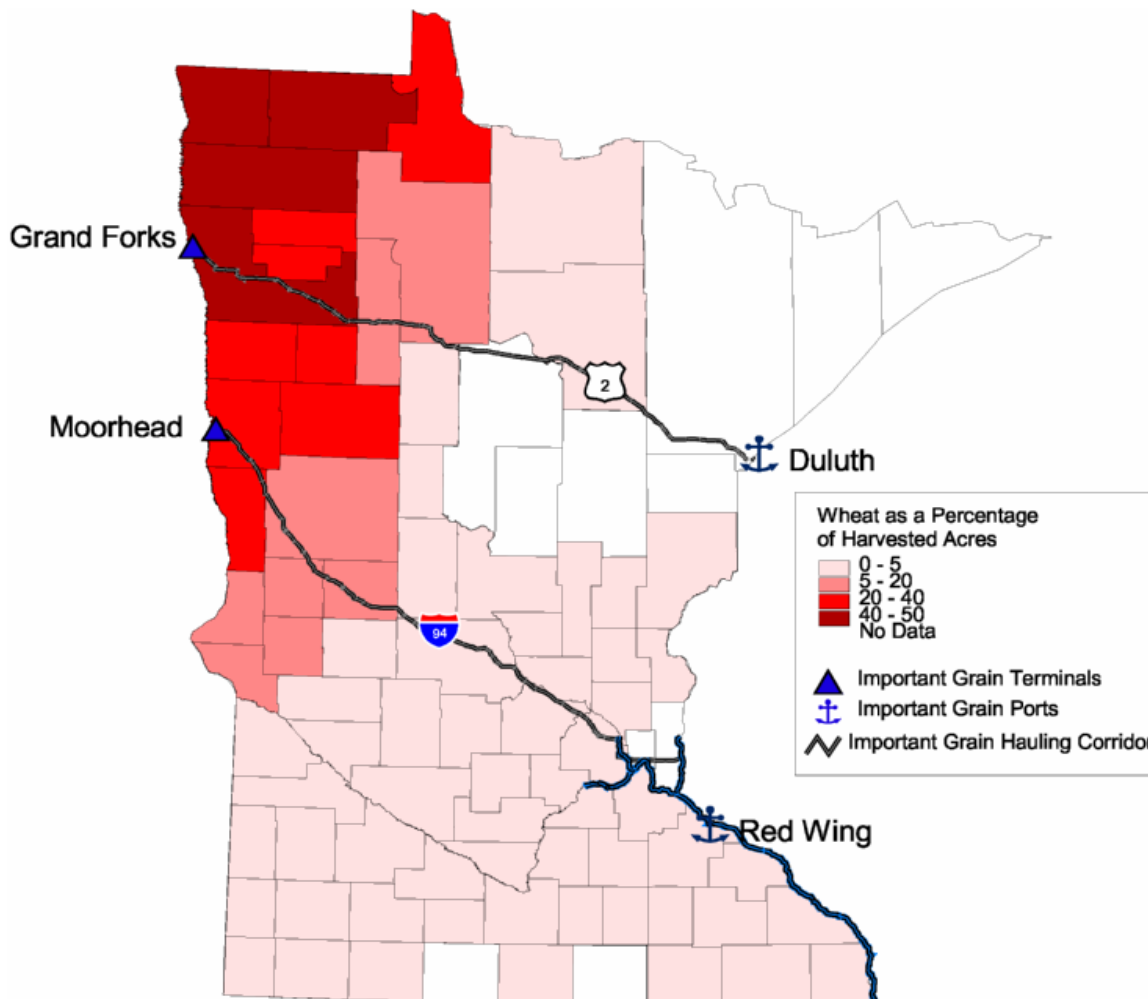 Grand Forks
Moorhead
2
Duluth
Wheat as a Percentage
of Harvested Acres
0 - 5
5 - 20
20 - 40
40 - 50
No Data
94
Important Grain Terminals
Important Grain Ports
Important Grain Hauling Corridor
Red Wing